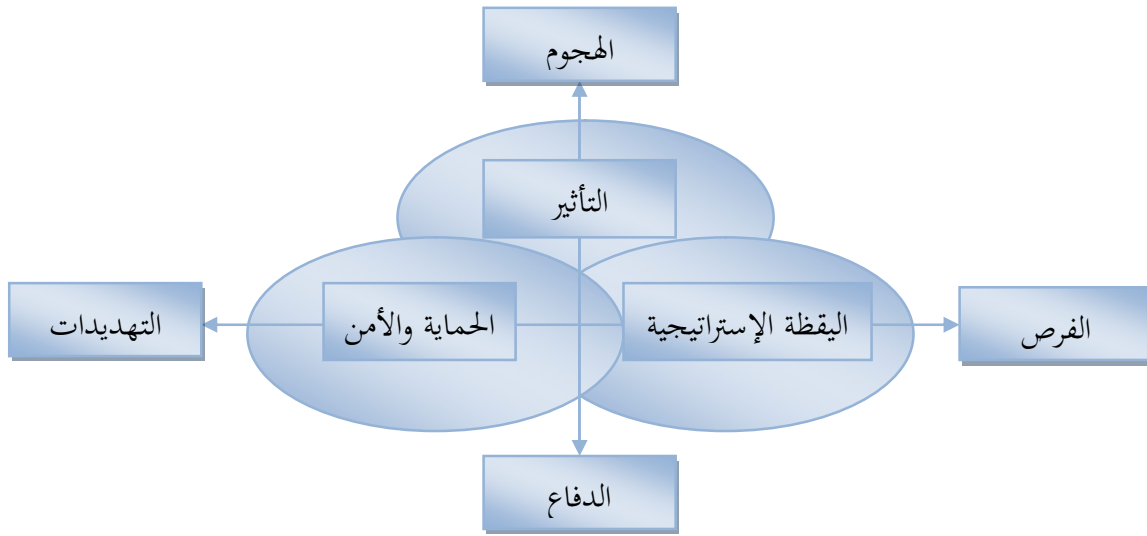 الهجوم
التأثير
الفرص
اليقظة الإستراتيجية
الحماية والأمن
التهديدات
الدفاع